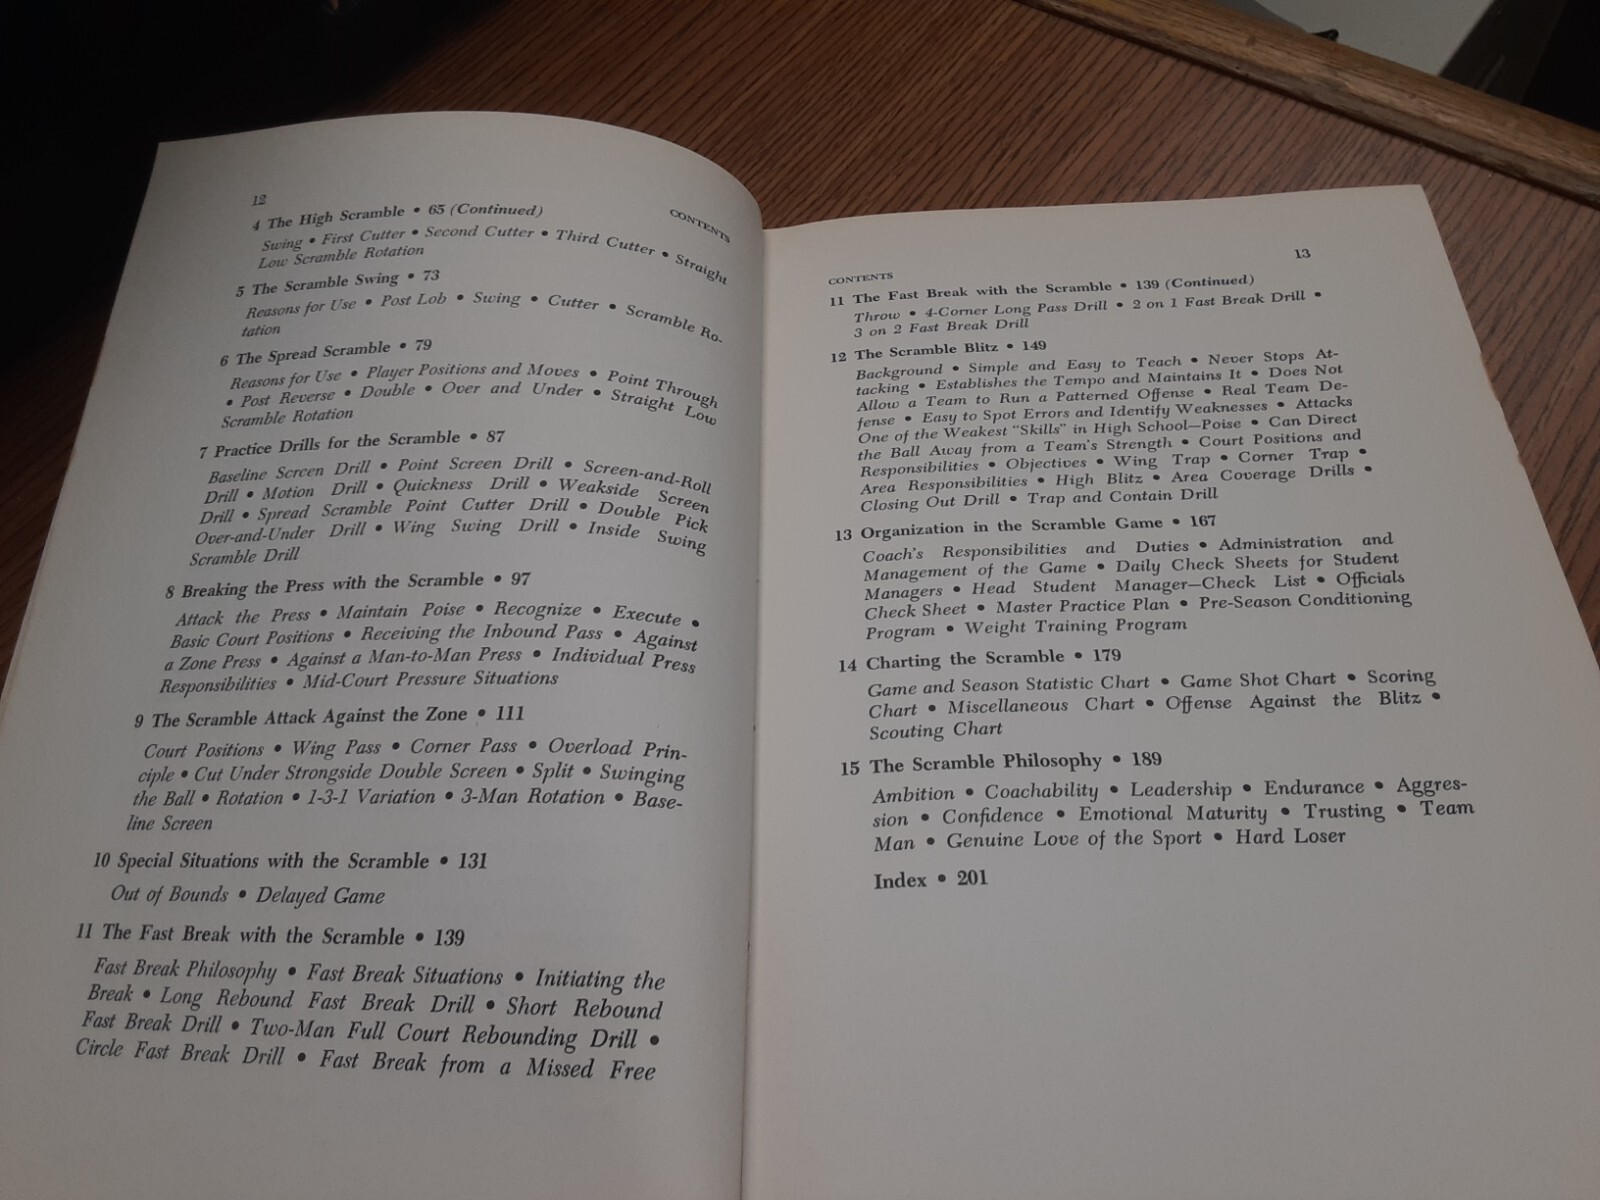 12
CONTENTS
4 The High Scramble • 65 (Continued)
Swing • First Cutter • Second Cutter • Third Cutter • Straight
Low Scramble Rotation
5 The Scramble Swing • 73
Reasons for Use • Post Lob • Swing • Cutter • Scramble Ro-
tation
6 The Spread Scramble • 79
Reasons for Use • Player Positions and Moves • Point Through
• Post Reverse • Double • Over and Under • Straight Low
Scramble Rotation
7 Practice Drills for the Scramble • 87
Baseline Screen Drill • Point Screen Drill • Screen-and-Roll
Drill • Motion Drill • Quickness Drill • Weakside Screen
Drill • Spread Scramble Point Cutter Drill • Double Pick
Over-and-Under Drill • Wing Swing Drill • Inside Swing
Scramble Drill
8 Breaking the Press with the Scramble • 97
Attack the Press • Maintain Poise • Recognize • Execute •
Basic Court Positions • Receiving the Inbound Pass • Against
a Zone Press • Against a Man-to-Man Press • Individual Press
Responsibilities • Mid-Court Pressure Situations
9 The Scramble Attack Against the Zone • 111
Court Positions • Wing Pass • Corner Pass • Overload Prin-
ciple • Cut Under Strongside Double Screen • Split • Swinging
the Ball • Rotation • 1-3-1 Variation • 3-Man Rotation • Base-
line Screen
10 Special Situations with the Scramble • 131
Out of Bounds • Delayed Game
11 The Fast Break with the Scramble • 139
Fast Break Philosophy • Fast Break Situations • Initiating the
Break • Long Rebound Fast Break Drill • Short Rebound
Fast Break Drill • Two-Man Full Court Rebounding Drill •
Circle Fast Break Drill • Fast Break from a Missed Free
13
CONTENTS
11 The Fast Break with the Scramble • 139 (Continued)
Throw • 4-Corner Long Pass Drill • 2 on 1 Fast Break Drill •
3 on 2 Fast Break Drill
12 The Scramble Blitz • 149
Background • Simple and Easy to Teach • Never Stops At-
tacking • Establishes the Tempo and Maintains It • Does Not
Allow a Team to Run a Patterned Offense • Real Team De-
fense • Easy to Spot Errors and Identify Weaknesses • Attacks
One of the Weakest "Skills" in High School—Poise • Can Direct
the Ball Away from a Team's Strength • Court Positions and
Responsibilities • Objectives • Wing Trap • Corner Trap •
Area Responsibilities • High Blitz • Area Coverage Drills •
Closing Out Drill • Trap and Contain Drill
13 Organization in the Scramble Game • 167
Coach's Responsibilities and Duties • Administration and
Management of the Game • Daily Check Sheets for Student
Managers • Head Student Manager—Check List • Officials
Check Sheet • Master Practice Plan • Pre-Season Conditioning
Program • Weight Training Program
14 Charting the Scramble • 179
Game and Season Statistic Chart • Game Shot Chart • Scoring
Chart • Miscellaneous Chart • Offense Against the Blitz •
Scouting Chart
15 The Scramble Philosophy • 189
Ambition • Coachability • Leadership • Endurance • Aggres-
sion • Confidence • Emotional Maturity • Trusting • Team
Man • Genuine Love of the Sport • Hard Loser
Index • 201